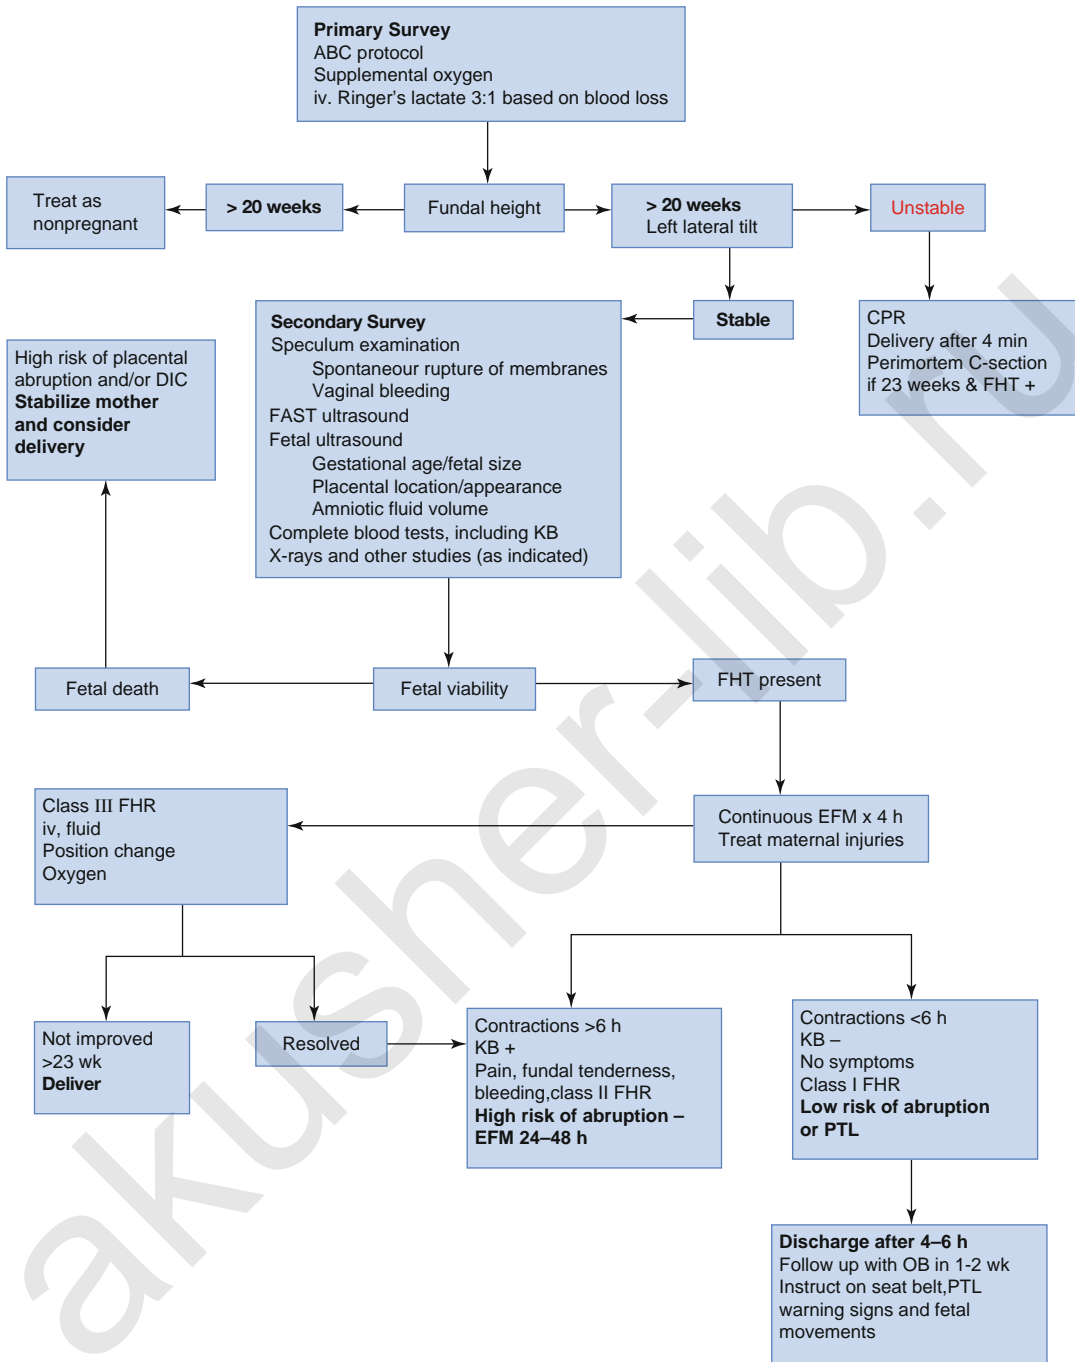 Primary Survey
ABC protocol
Supplemental oxygen
iv. Ringer's lactate 3:1 based on blood loss
Treat as
nonpregnant
> 20 weeks
Fundal height
> 20 weeks
Left lateral tilt
Unstable
Stable
CPR
Delivery after 4 min
Perimortem C-section
if 23 weeks & FHT +
Secondary Survey
Speculum examination
Spontaneour rupture of membranes
Vaginal bleeding
FAST ultrasound
Fetal ultrasound
Gestational age/fetal size
Placental location/appearance
Amniotic fluid volume
Complete blood tests, including KB
X-rays and other studies (as indicated)
High risk of placental
abruption and/or DIC
Stabilize mother
and consider
delivery
Fetal death
Fetal viability
FHT present
Class III FHR
iv, fluid
Position change
Oxygen
Continuous EFM x 4 h
Treat maternal injuries
Not improved
>23 wk
Deliver
Resolved
Contractions >6 h
KB +
Pain, fundal tenderness,
bleeding,class II FHR
High risk of abruption –
EFM 24–48 h
Contractions <6 h
KB –
No symptoms
Class I FHR
Low risk of abruption
or PTL
Discharge after 4–6 h
Follow up with OB in 1-2 wk
Instruct on seat belt,PTL
warning signs and fetal
movements
akusher-lib.ru